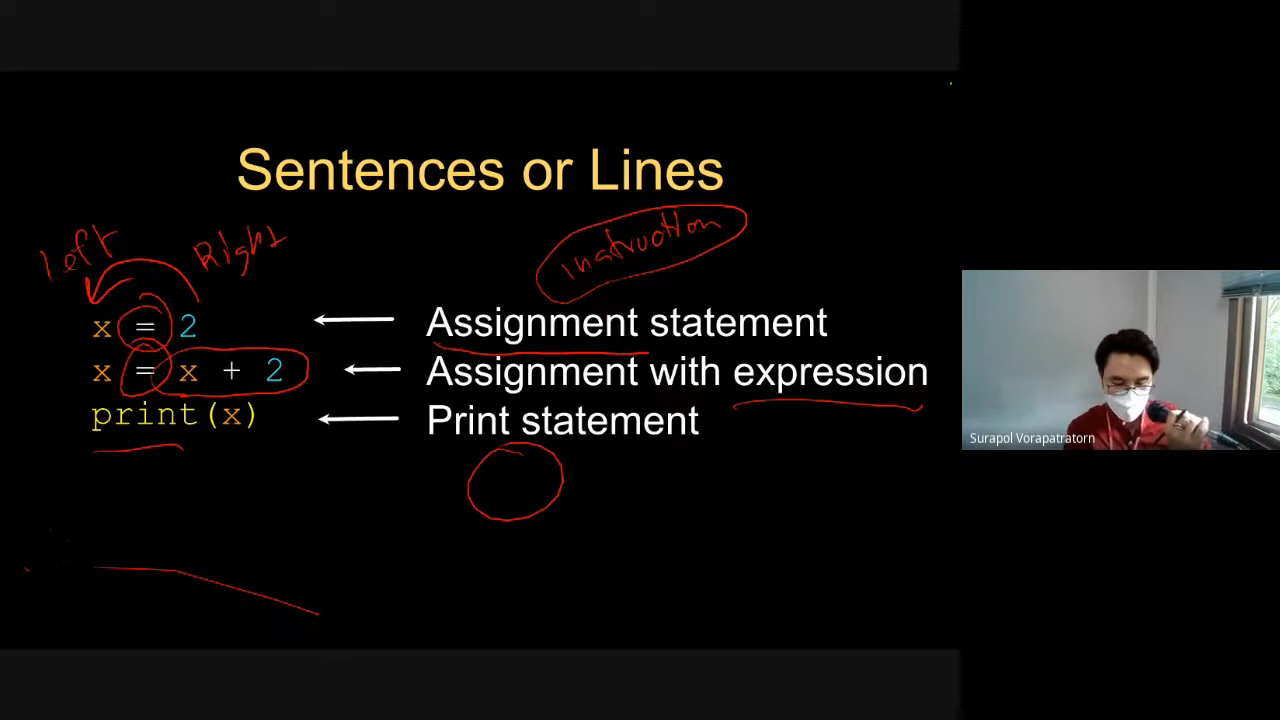 Sentences or Lines
left
Right
instruction
x = 2
Assignment statement
x = x + 2
Assignment with expression
print(x)
Print statement
Surapol Vorapatratorn